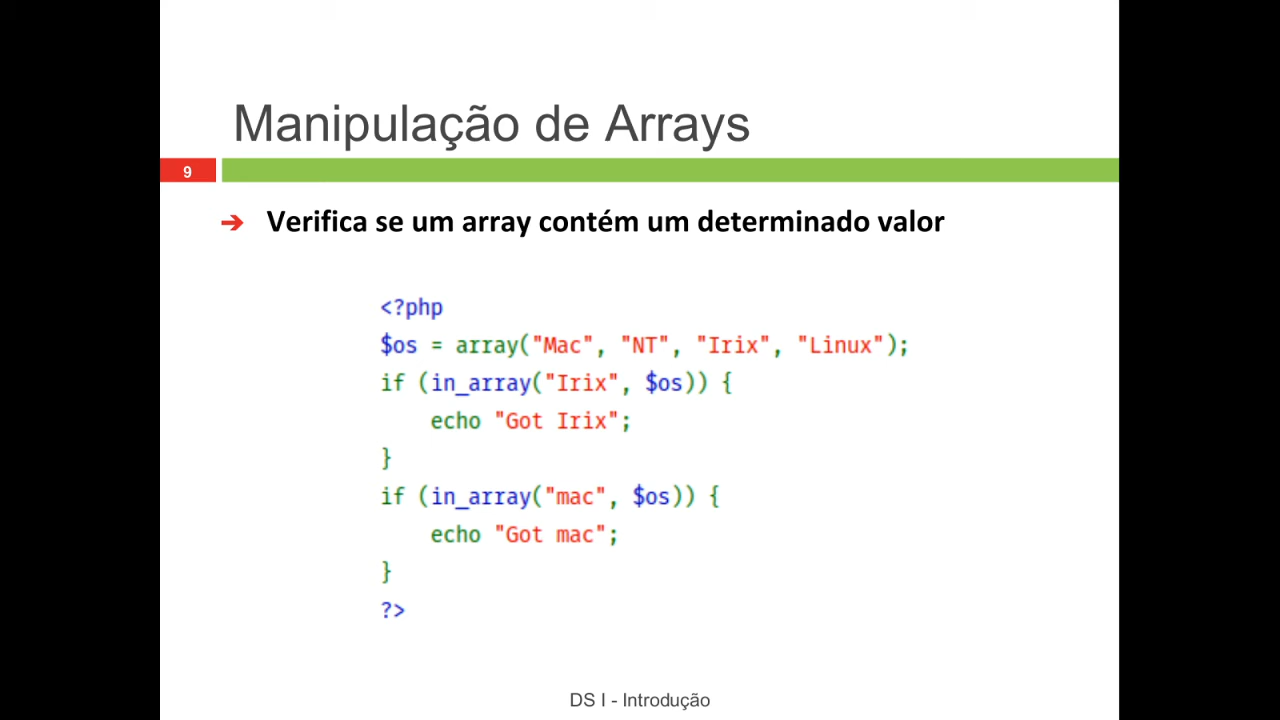 Manipulação de Arrays
9
➔ Verifica se um array contém um determinado valor
<?php
$os = array("Mac", "NT", "Irix", "Linux");
if (in_array("Irix", $os)) {
    echo "Got Irix";
}
if (in_array("mac", $os)) {
    echo "Got mac";
}
?>
DS I - Introdução